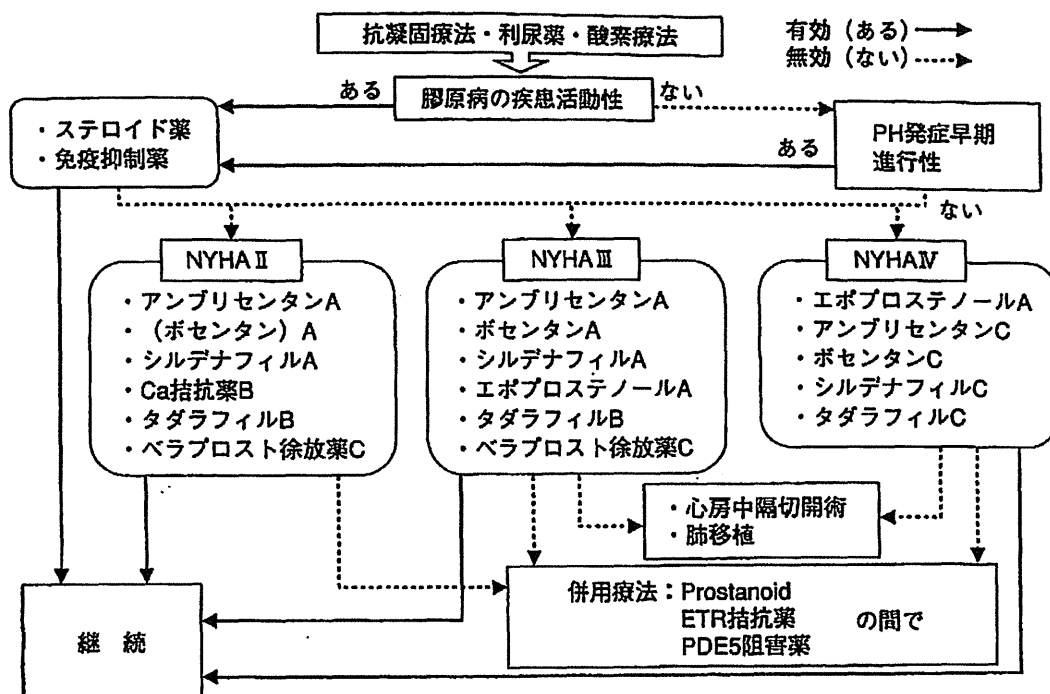 抗凝固療法・利尿薬・酸素療法
有効（ある）
無効（ない）
ある
膠原病の疾患活動性
ない
・ステロイド薬
・免疫抑制薬
ある
PH発症早期
進行性
ない
NYHAⅡ
・アンブリセンタンA
・（ボセンタン）A
・シルデナフィルA
・Ca拮抗薬B
・タダラフィルB
・ベラプロスト徐放薬C
NYHAⅢ
・アンブリセンタンA
・ボセンタンA
・シルデナフィルA
・エポプロステノールA
・タダラフィルB
・ベラプロスト徐放薬C
NYHAⅣ
・エポプロステノールA
・アンブリセンタンC
・ボセンタンC
・シルデナフィルC
・タダラフィルC
・心房中隔切開術
・肺移植
併用療法：Prostanoid
ETR拮抗薬 の間で
PDE5阻害薬
継 続